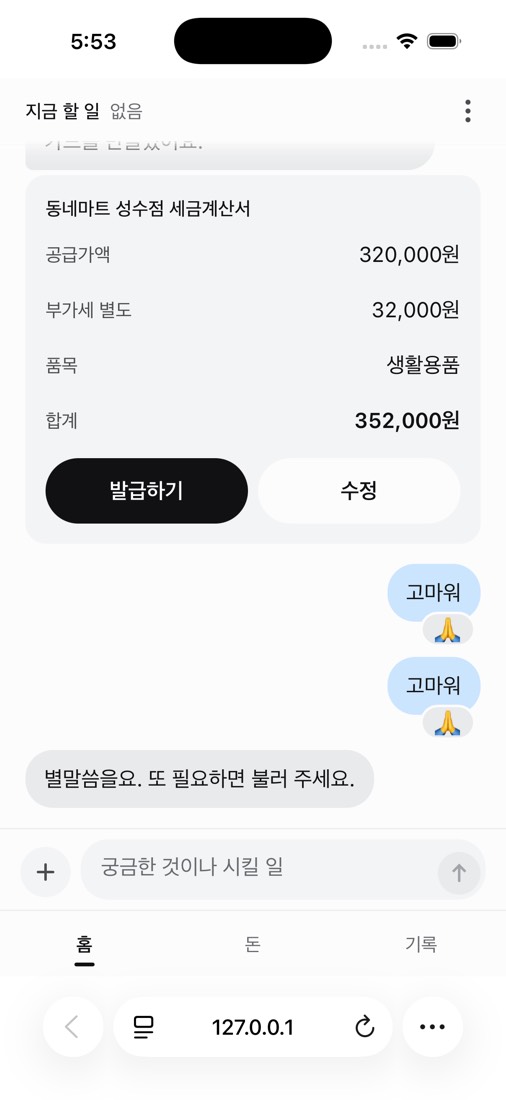 5:53
지금 할 일 없음
동네마트 성수점 세금계산서
공급가액 320,000원
부가세 별도 32,000원
품목 생활용품
합계 352,000원
발급하기 수정
고마워
고마워
별말씀을요. 또 필요하면 불러 주세요.
궁금한 것이나 시킬 일
홈 돈 기록
127.0.0.1